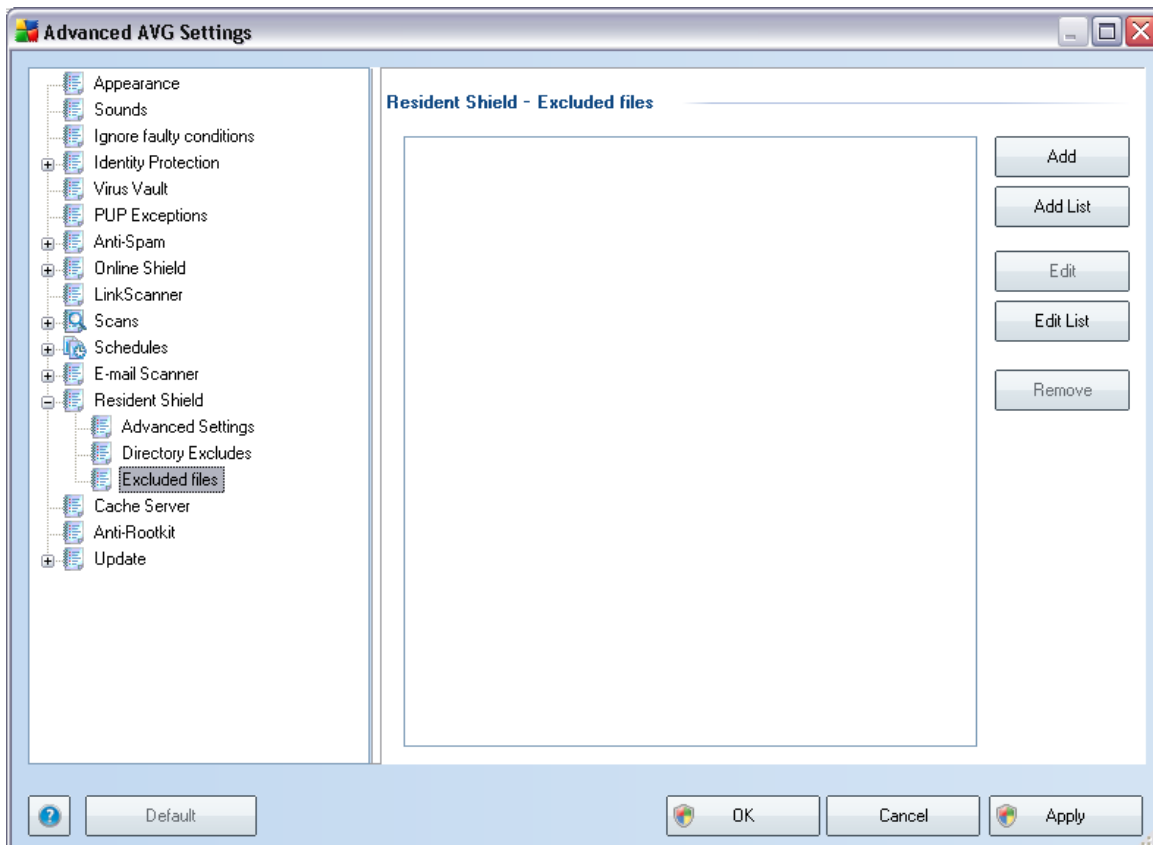 Advanced AVG Settings
Appearance
Sounds
Ignore faulty conditions
Identity Protection
Virus Vault
PUP Exceptions
Anti-Spam
Online Shield
LinkScanner
Scans
Schedules
E-mail Scanner
Resident Shield
Advanced Settings
Directory Excludes
Excluded files
Cache Server
Anti-Rootkit
Update
Resident Shield - Excluded files
Add
Add List
Edit
Edit List
Remove
Default
OK
Cancel
Apply